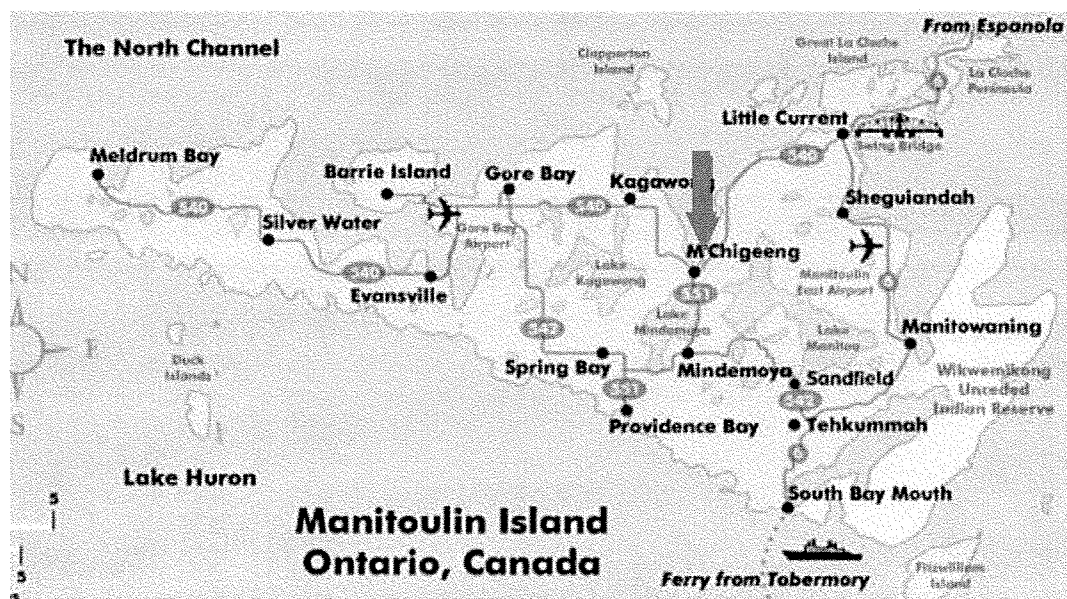 From Espanola
The North Channel
Great La Cloche
Island
Clapperton
Island
La Cloche
Peninsula
Little Current
540
Swing Bridge
Meldrum Bay
Barrie Island
Gore Bay
Kagawong
Sheguiandah
540
540
Silver Water
Gore Bay
Airport
M'Chigeeng
N
540
Evansville
Lake
Kagawong
551
Manitoulin
East Airport
Lake
Mindemoya
542
Lake
Manitou
Manitowaning
E
Duck
Islands
Spring Bay
Mindemoya
Sandfield
Wikwemikong
Unceded
Indian Reserve
551
542
Providence Bay
Tehkummah
S
Lake Huron
5
South Bay Mouth
Manitoulin Island
Ontario, Canada
5
Ferry from Tobermory
Fitzwilliam
Island